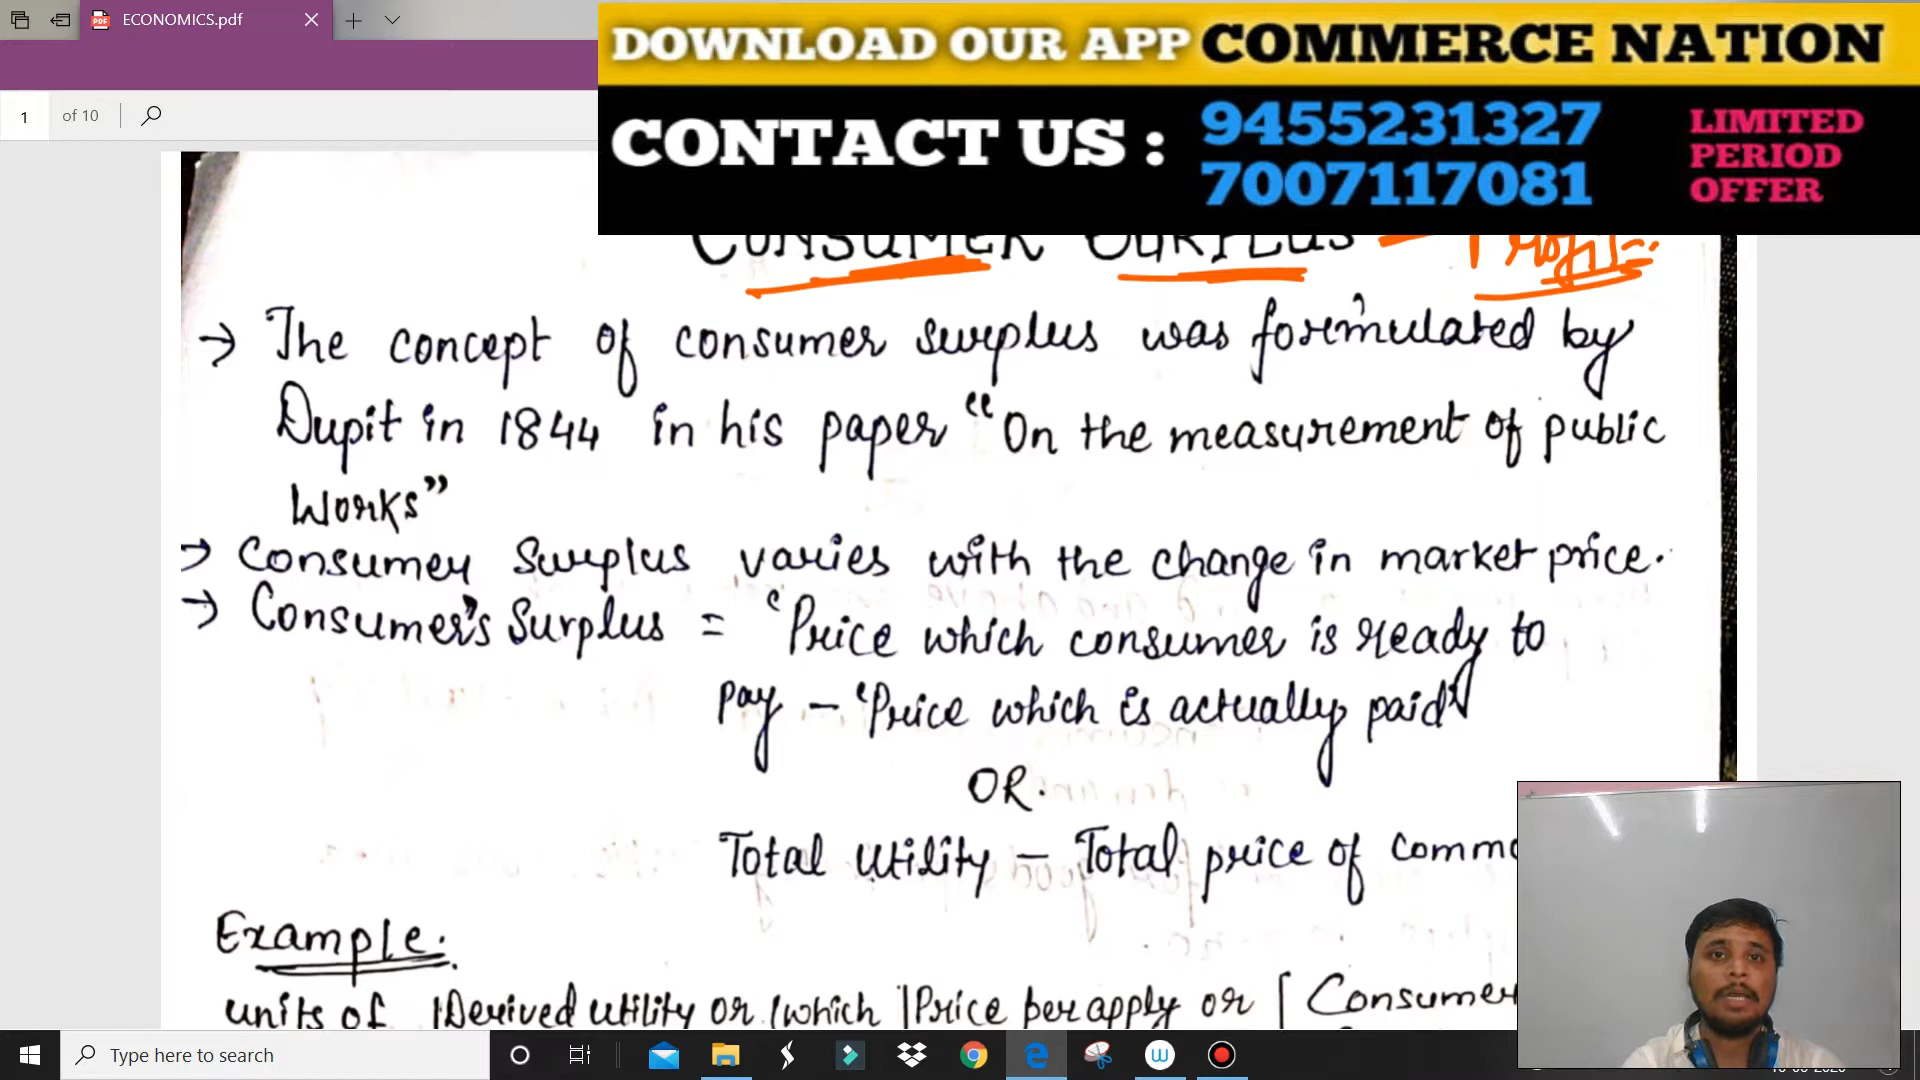 ECONOMICS.pdf
DOWNLOAD OUR APP COMMERCE NATION
1 of 10
CONTACT US : 9455231327
7007117081
LIMITED
PERIOD
OFFER
CONSUMER SURPLUS - Profit
→ The concept of consumer surplus was formulated by
Dupit in 1844 in his paper "On the measurement of public
Works"
→ Consumer Surplus varies with the change in market price.
→ Consumer's Surplus = 'Price which consumer is ready to
pay - 'Price which is actually paid'
OR.
Total Utility - Total price of
Example:
units of | Derived utility or | which | Price per apply or | Consumer
Type here to search